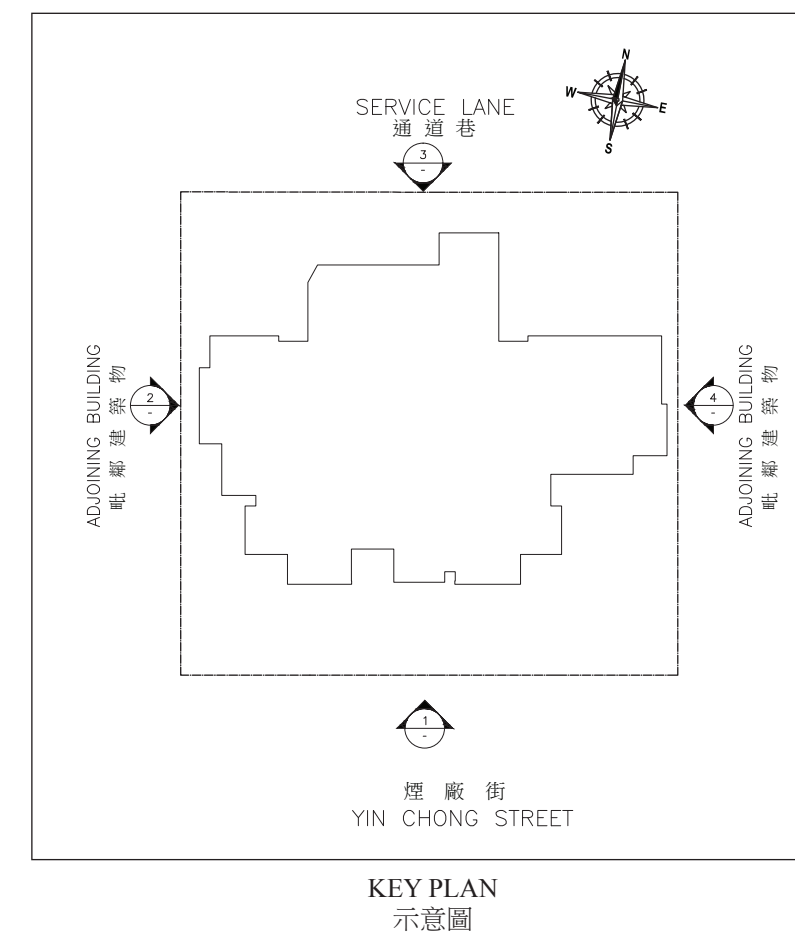 N
W
E
S
SERVICE LANE
通道巷
3
-
ADJOINING BUILDING
毗鄰建築物
2
-
4
-
ADJOINING BUILDING
毗鄰建築物
1
-
煙廠街
YIN CHONG STREET
KEY PLAN
示意圖